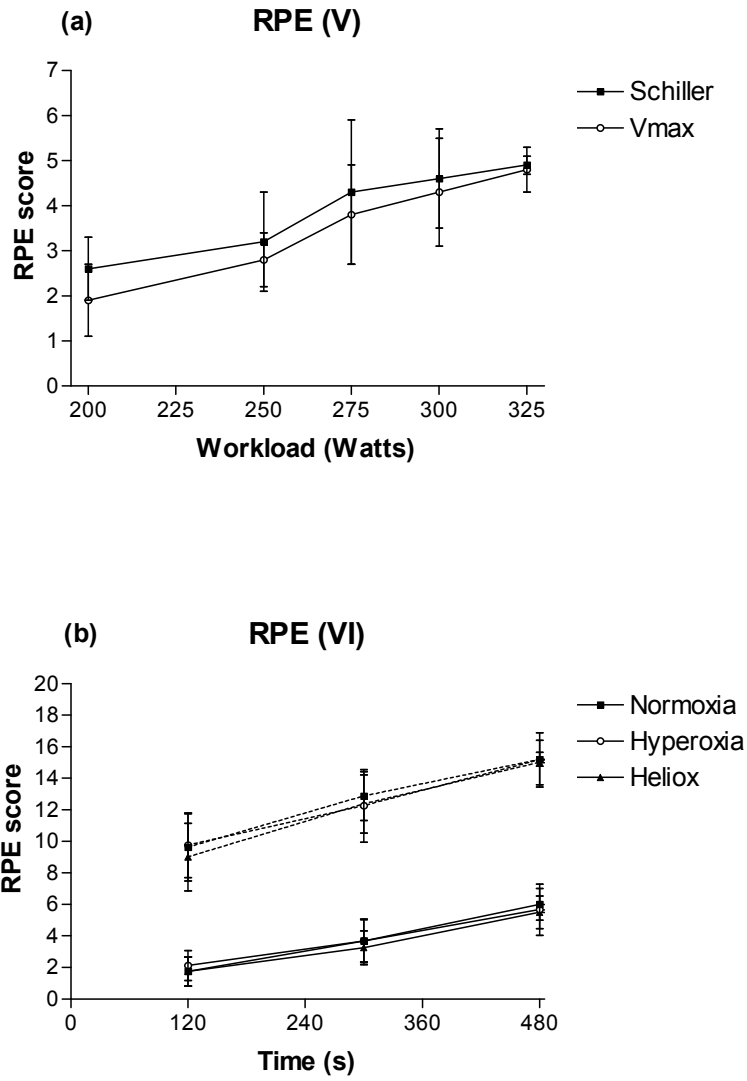 (a) RPE (V)
7
6
5
4
3
2
1
0
RPE score
200 225 250 275 300 325
Workload (Watts)
Schiller
Vmax
(b) RPE (VI)
20
18
16
14
12
10
8
6
4
2
0
RPE score
0 120 240 360 480
Time (s)
Normoxia
Hyperoxia
Heliox